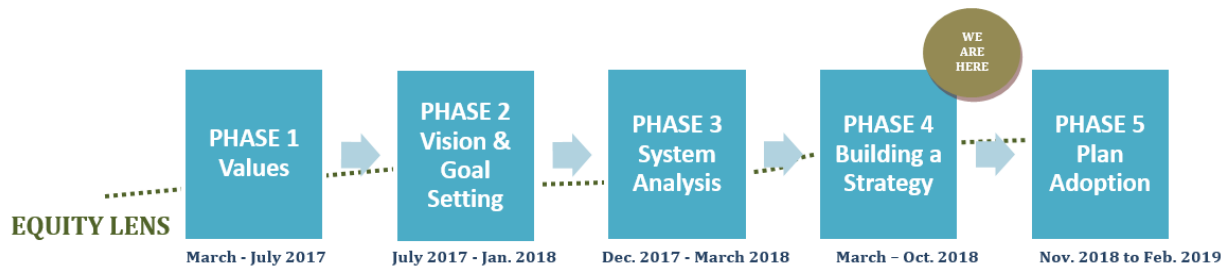 WE
ARE
HERE
PHASE 1
Values
PHASE 2
Vision &
Goal
Setting
PHASE 3
System
Analysis
PHASE 4
Building a
Strategy
PHASE 5
Plan
Adoption
EQUITY LENS
March - July 2017
July 2017 - Jan. 2018
Dec. 2017 - March 2018
March – Oct. 2018
Nov. 2018 to Feb. 2019